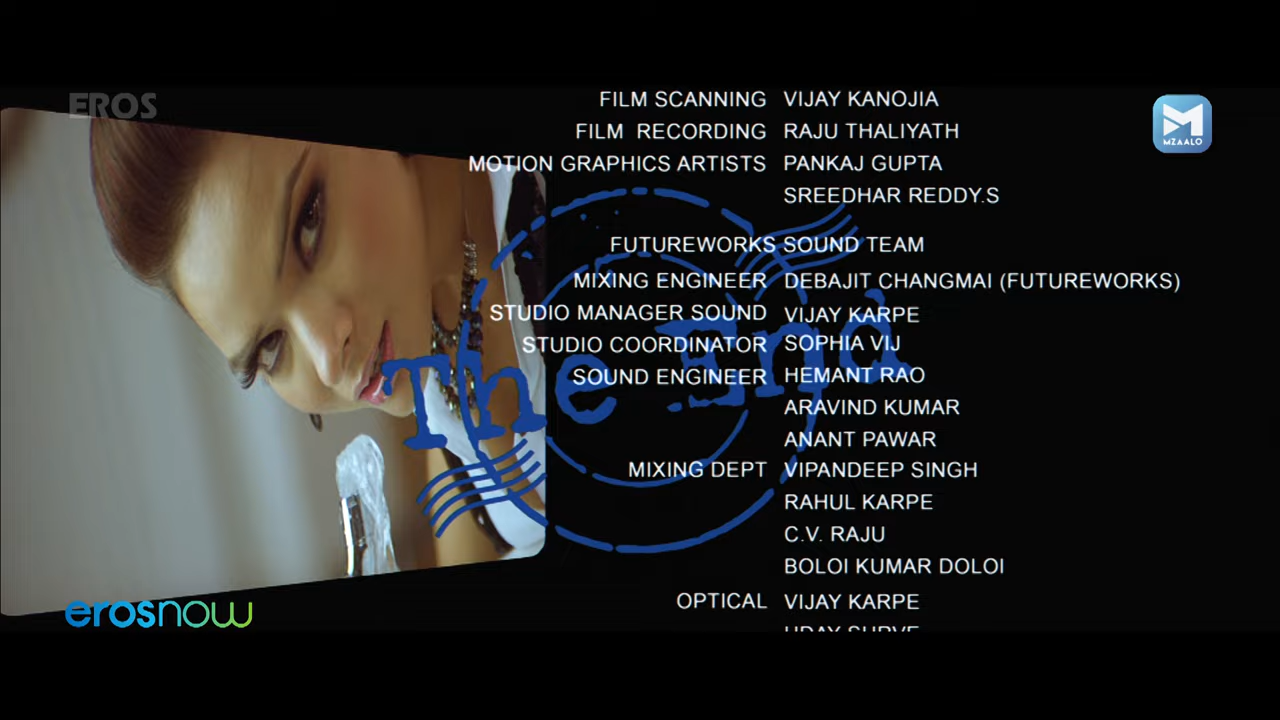 EROS
MZAALO
FILM SCANNING VIJAY KANOJIA
FILM RECORDING RAJU THALIYATH
MOTION GRAPHICS ARTISTS PANKAJ GUPTA
SREEDHAR REDDY.S
FUTUREWORKS SOUND TEAM
MIXING ENGINEER DEBAJIT CHANGMAI (FUTUREWORKS)
STUDIO MANAGER SOUND VIJAY KARPE
STUDIO COORDINATOR SOPHIA VIJ
SOUND ENGINEER HEMANT RAO
ARAVIND KUMAR
ANANT PAWAR
MIXING DEPT VIPANDEEP SINGH
RAHUL KARPE
C.V. RAJU
BOLOI KUMAR DOLOI
OPTICAL VIJAY KARPE
The End
erosnow